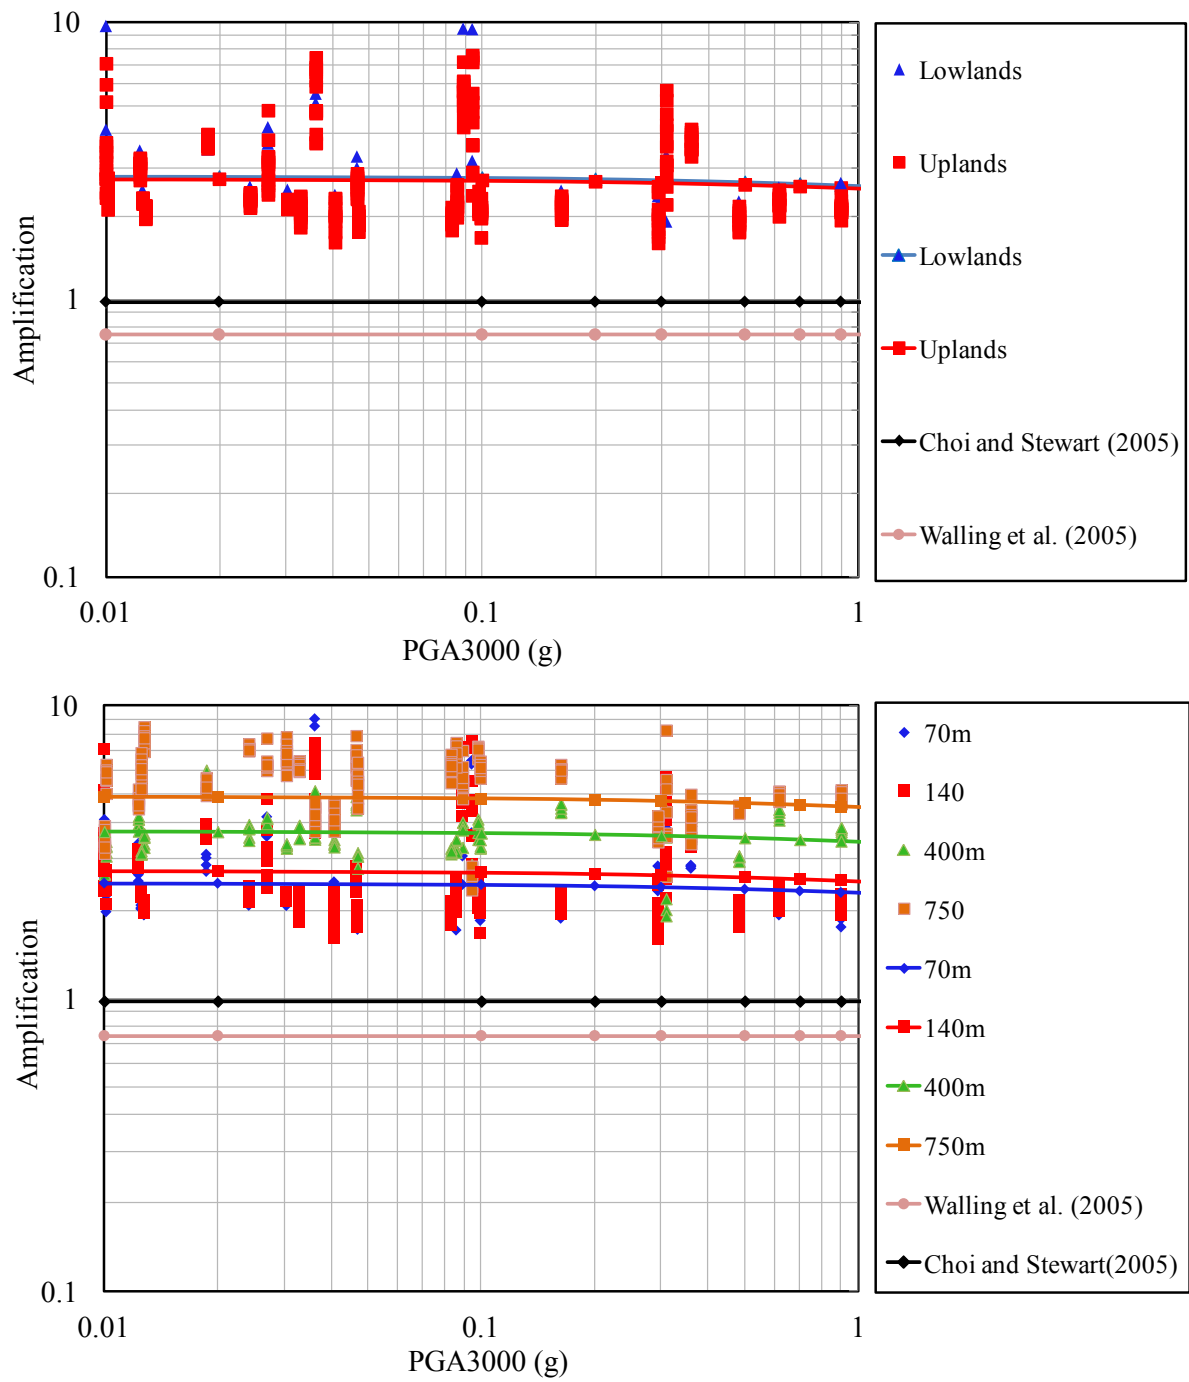 10
1
0.1
Amplification
0.01
0.1
1
PGA3000 (g)
Lowlands
Uplands
Lowlands
Uplands
Choi and Stewart (2005)
Walling et al. (2005)
10
1
0.1
Amplification
0.01
0.1
1
PGA3000 (g)
70m
140
400m
750
70m
140m
400m
750m
Walling et al. (2005)
Choi and Stewart(2005)